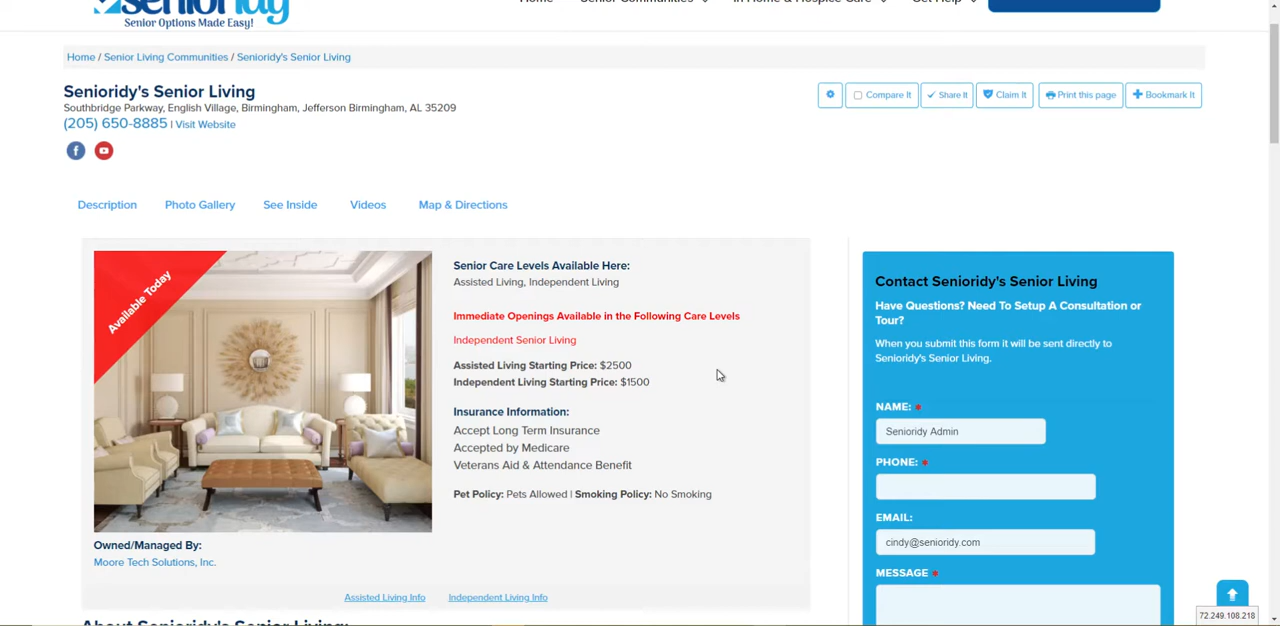 senioridy
Senior Options Made Easy!
Home
Senior Communities
In Home & Hospice Care
Get Help
Home / Senior Living Communities / Senioridy's Senior Living
Senioridy's Senior Living
Southbridge Parkway, English Village, Birmingham, Jefferson Birmingham, AL 35209
(205) 650-8885 | Visit Website
Compare It
Share It
Claim It
Print this page
Bookmark It
Description
Photo Gallery
See Inside
Videos
Map & Directions
Available Today
Senior Care Levels Available Here:
Assisted Living, Independent Living
Immediate Openings Available in the Following Care Levels
Independent Senior Living
Assisted Living Starting Price: $2500
Independent Living Starting Price: $1500
Insurance Information:
Accept Long Term Insurance
Accepted by Medicare
Veterans Aid & Attendance Benefit
Pet Policy: Pets Allowed | Smoking Policy: No Smoking
Owned/Managed By:
Moore Tech Solutions, Inc.
Assisted Living Info
Independent Living Info
About Senioridy's Senior Living:
Contact Senioridy's Senior Living
Have Questions? Need To Setup A Consultation or
Tour?
When you submit this form it will be sent directly to
Senioridy's Senior Living.
NAME: *
Senioridy Admin
PHONE: *
EMAIL:
cindy@senioridy.com
MESSAGE *
72.249.108.218